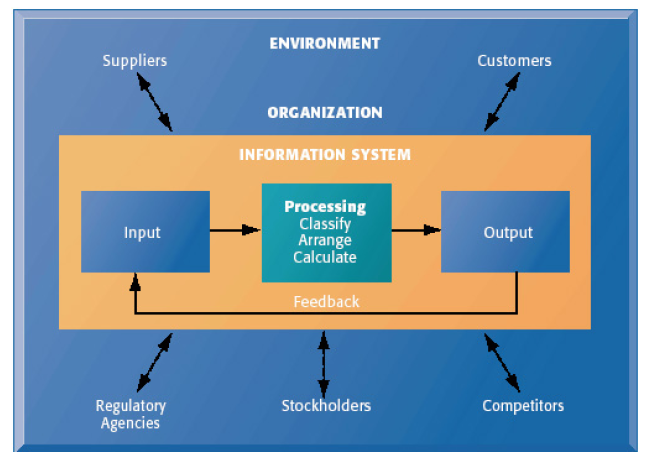 ENVIRONMENT
Suppliers
Customers
ORGANIZATION
INFORMATION SYSTEM
Input
Processing
Classify
Arrange
Calculate
Output
Feedback
Regulatory
Agencies
Stockholders
Competitors